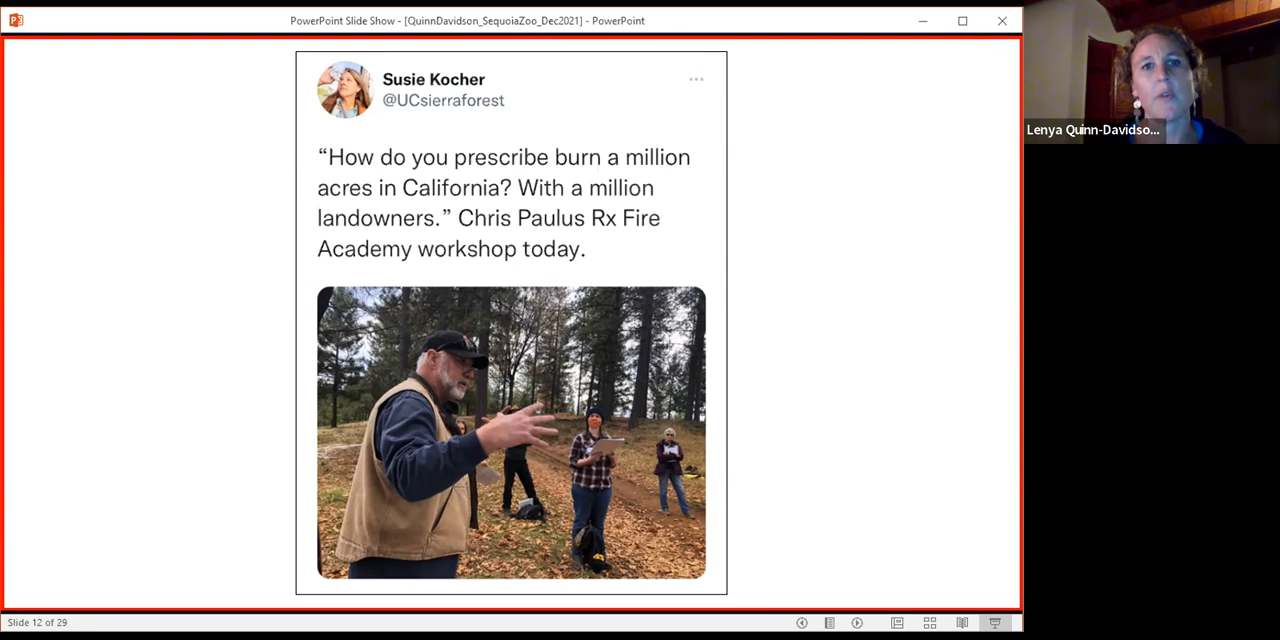 PowerPoint Slide Show - [QuinnDavidson_SequoiaZoo_Dec2021] - PowerPoint
Susie Kocher
@UCsierraforest
“How do you prescribe burn a million
acres in California? With a million
landowners.” Chris Paulus Rx Fire
Academy workshop today.
Lenya Quinn-Davidso...
Slide 12 of 29